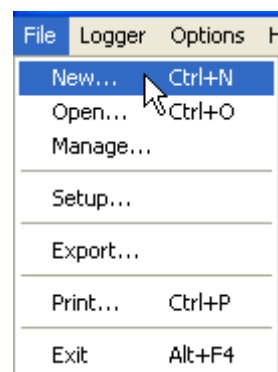 File Logger Options H
New... Ctrl+N
Open... Ctrl+O
Manage...
Setup...
Export...
Print... Ctrl+P
Exit Alt+F4